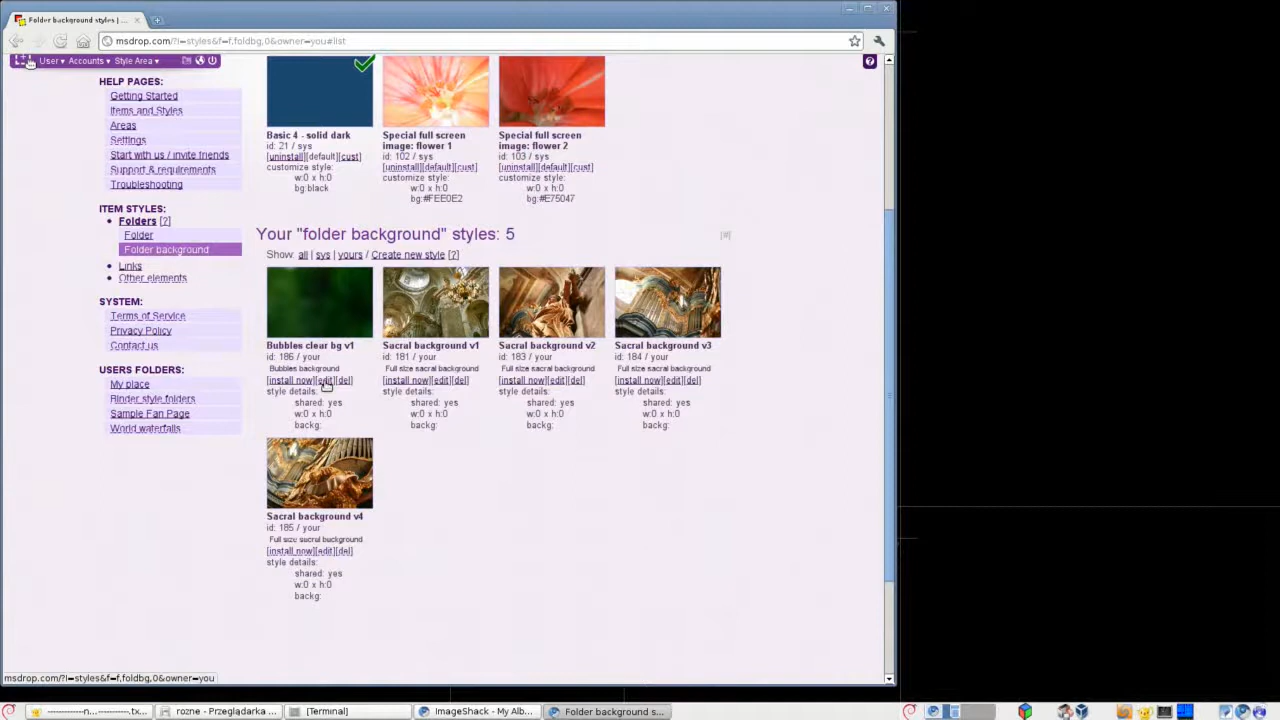 Folder background styles | ...
msdrop.com/?l=styles&f=f,foldbg,0&owner=you#list
User ▾ Accounts ▾ Style Area ▾
?
HELP PAGES:
Getting Started
Items and Styles
Areas
Settings
Start with us / invite friends
Support & requirements
Troubleshooting
ITEM STYLES:
Folders [?]
Folder
Folder background
Links
Other elements
SYSTEM:
Terms of Service
Privacy Policy
Contact us
USERS FOLDERS:
My place
Binder style folders
Sample Fan Page
World waterfalls
Basic 4 - solid dark
id: 21 / sys
[uninstall][default][cust]
customize style:
w:0 x h:0
bg:black
Special full screen
image: flower 1
id: 102 / sys
[uninstall][default][cust]
customize style:
w:0 x h:0
bg:#FEE0E2
Special full screen
image: flower 2
id: 103 / sys
[uninstall][default][cust]
customize style:
w:0 x h:0
bg:#E75047
Your "folder background" styles: 5
[#]
Show: all | sys | yours / Create new style [?]
Bubbles clear bg v1
id: 186 / your
Bubbles background
[install now][edit][del]
style details:
shared: yes
w:0 x h:0
backg:
Sacral background v1
id: 181 / your
Full size sacral background
[install now][edit][del]
style details:
shared: yes
w:0 x h:0
backg:
Sacral background v2
id: 183 / your
Full size sacral background
[install now][edit][del]
style details:
shared: yes
w:0 x h:0
backg:
Sacral background v3
id: 184 / your
Full size sacral background
[install now][edit][del]
style details:
shared: yes
w:0 x h:0
backg:
Sacral background v4
id: 185 / your
Full size sacral background
[install now][edit][del]
style details:
shared: yes
w:0 x h:0
backg:
msdrop.com/?l=styles&f=f,foldbg,0&owner=you
------------n...----------.tx...
rozne - Przeglądarka ...
[Terminal]
ImageShack - My Alb...
Folder background s...